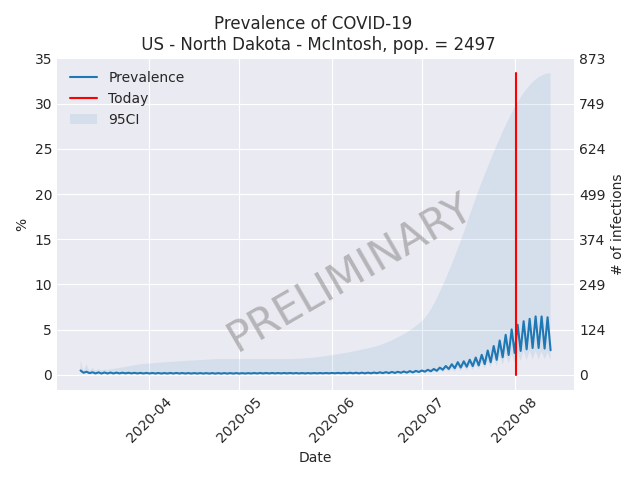 Prevalence of COVID-19
US - North Dakota - McIntosh, pop. = 2497
35
30
25
20
15
10
5
0
%
873
749
624
499
374
249
124
0
# of infections
Prevalence
Today
95CI
PRELIMINARY
2020-04
2020-05
2020-06
2020-07
2020-08
Date